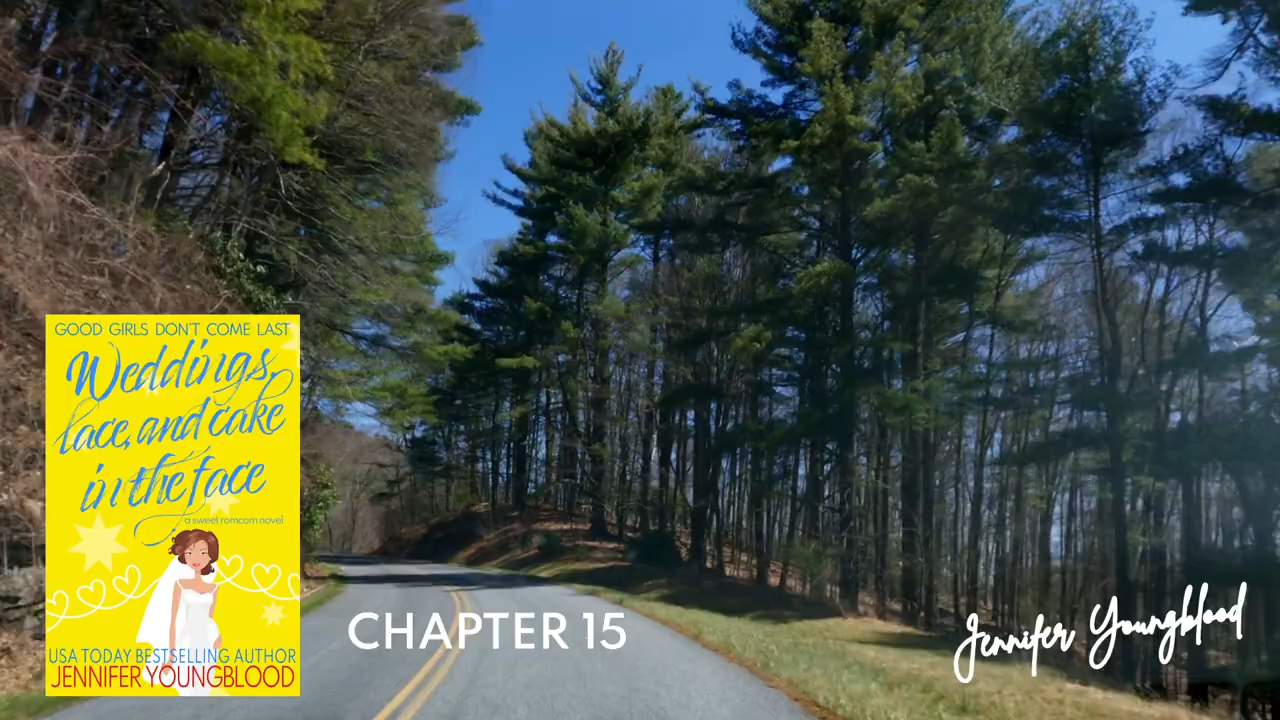 GOOD GIRLS DON'T COME LAST
Weddings,
lace, and cake
in the face
a sweet romcom novel
USA TODAY BESTSELLING AUTHOR
JENNIFER YOUNGBLOOD
CHAPTER 15
Jennifer Youngblood